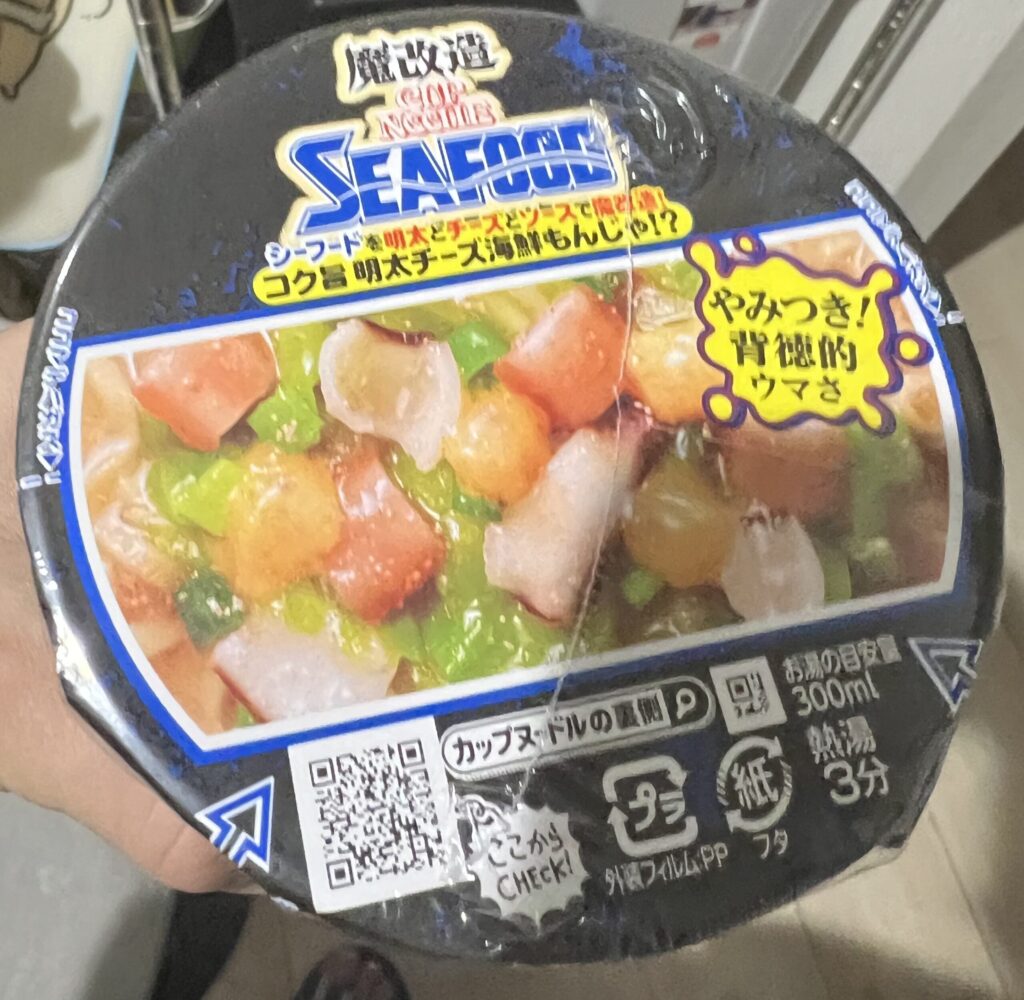 魔改造
CUP
NOODLE
SEAFOOD
シーフードを明太とチーズとソースで魔改造!
コク旨 明太チーズ海鮮もんじゃ!?
やみつき!
背徳的
ウマさ
カップヌードルの裏側
お湯の目安量
300ml
熱湯
3分
ここから
CHECK!
プラ
外装フィルム:PP
紙
フタ